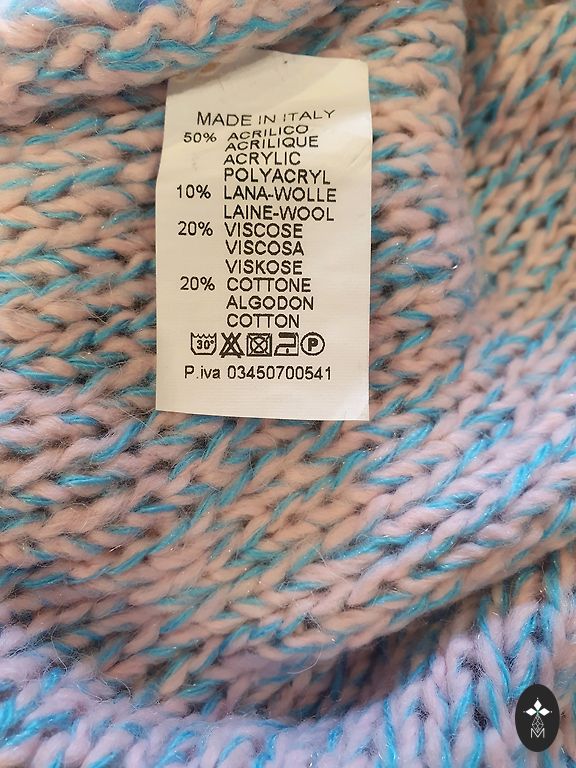 MADE IN ITALY
50% ACRILICO
ACRILIQUE
ACRYLIC
POLYACRYL
10% LANA-WOLLE
LAINE-WOOL
20% VISCOSE
VISCOSA
VISKOSE
20% COTTONE
ALGODON
COTTON
30° P
P.iva 03450700541
M